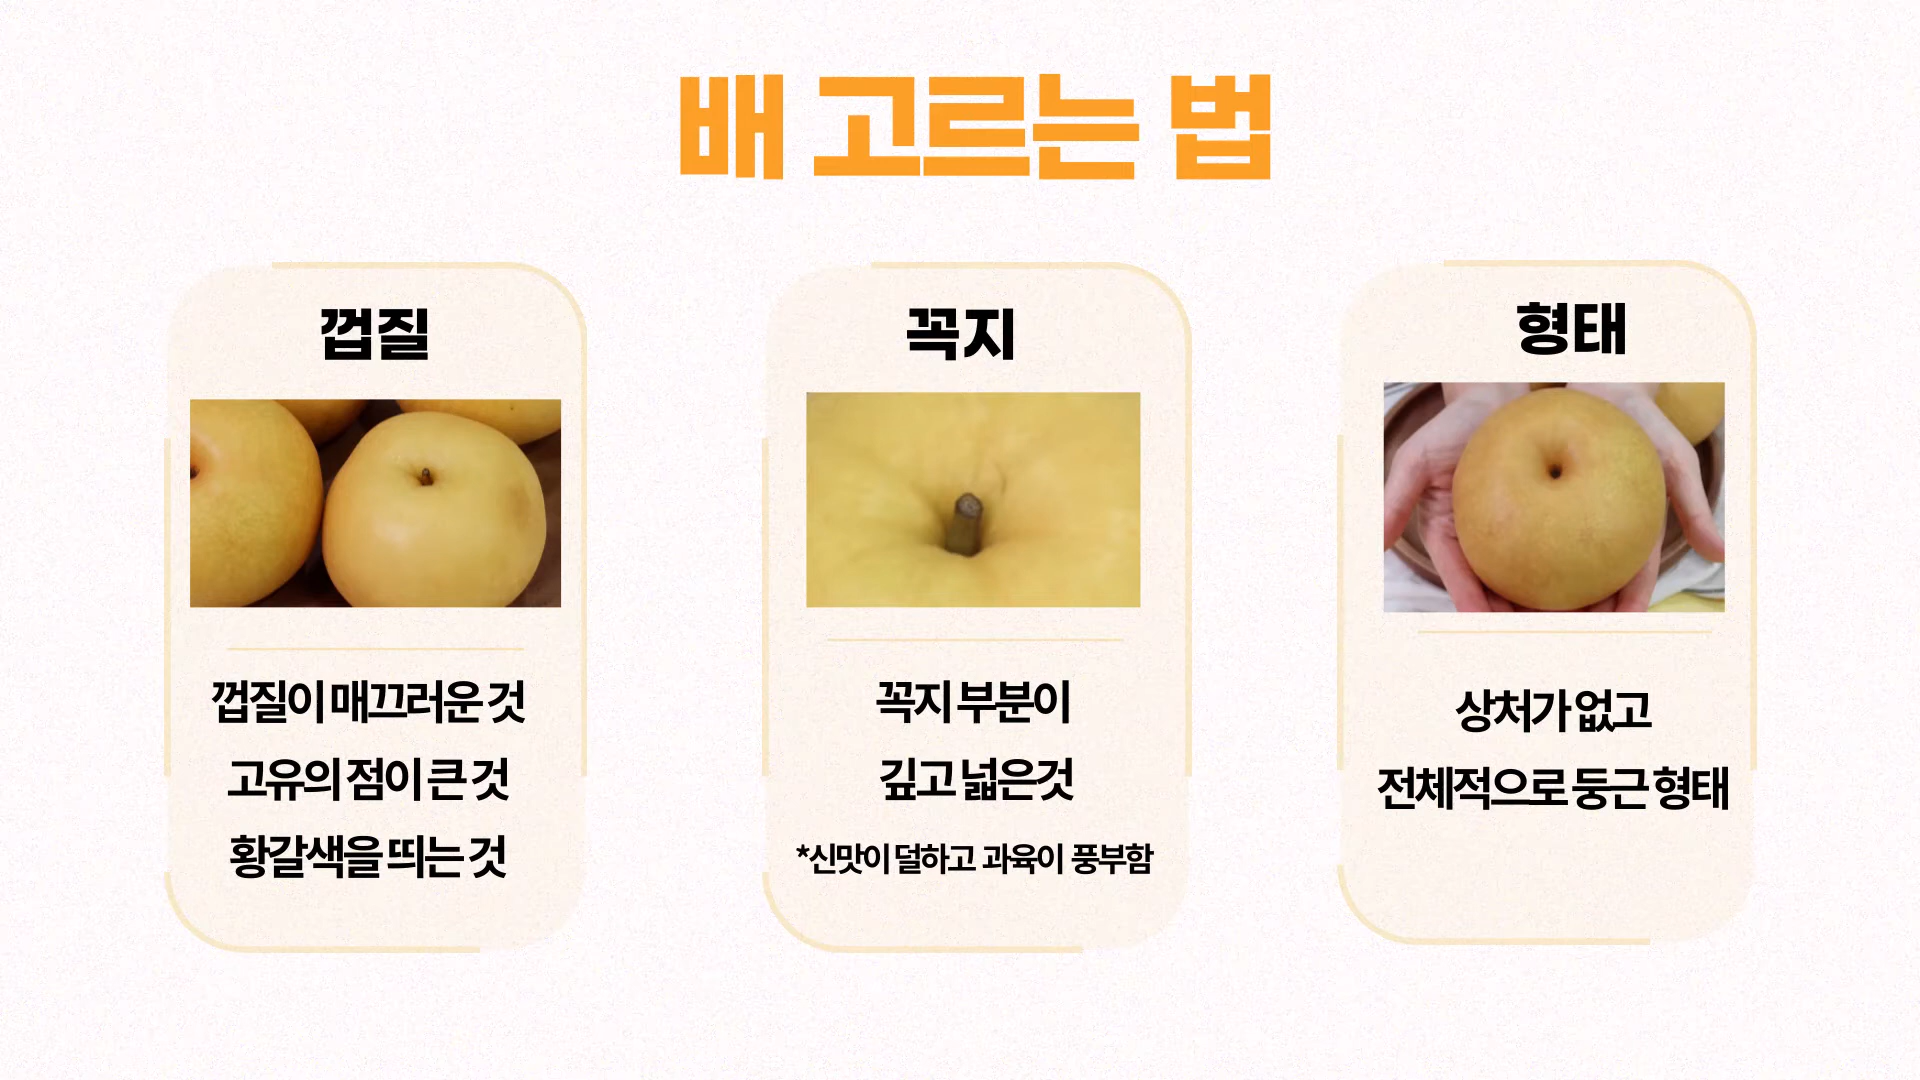 배 고르는 법
껍질
껍질이 매끄러운 것
고유의 점이 큰 것
황갈색을 띄는 것
꼭지
꼭지 부분이
깊고 넓은것
*신맛이 덜하고 과육이 풍부함
형태
상처가 없고
전체적으로 둥근 형태